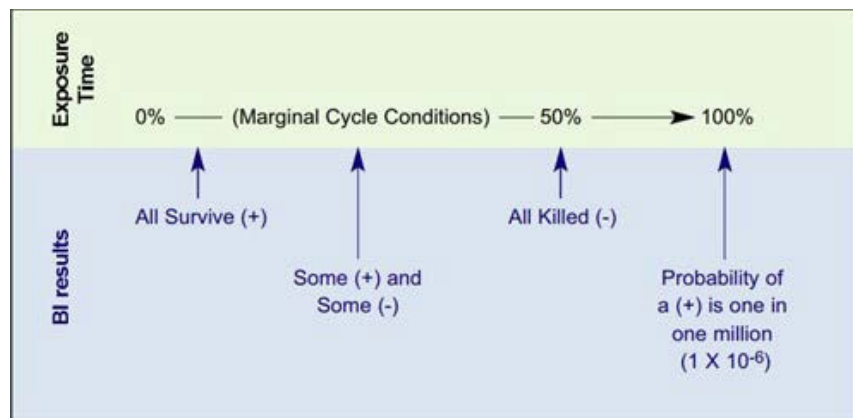 Exposure
Time
0% — (Marginal Cycle Conditions) — 50% 100%
All Survive (+)
All Killed (-)
BI results
Some (+) and
Some (-)
Probability of
a (+) is one in
one million
(1 X 10-6)